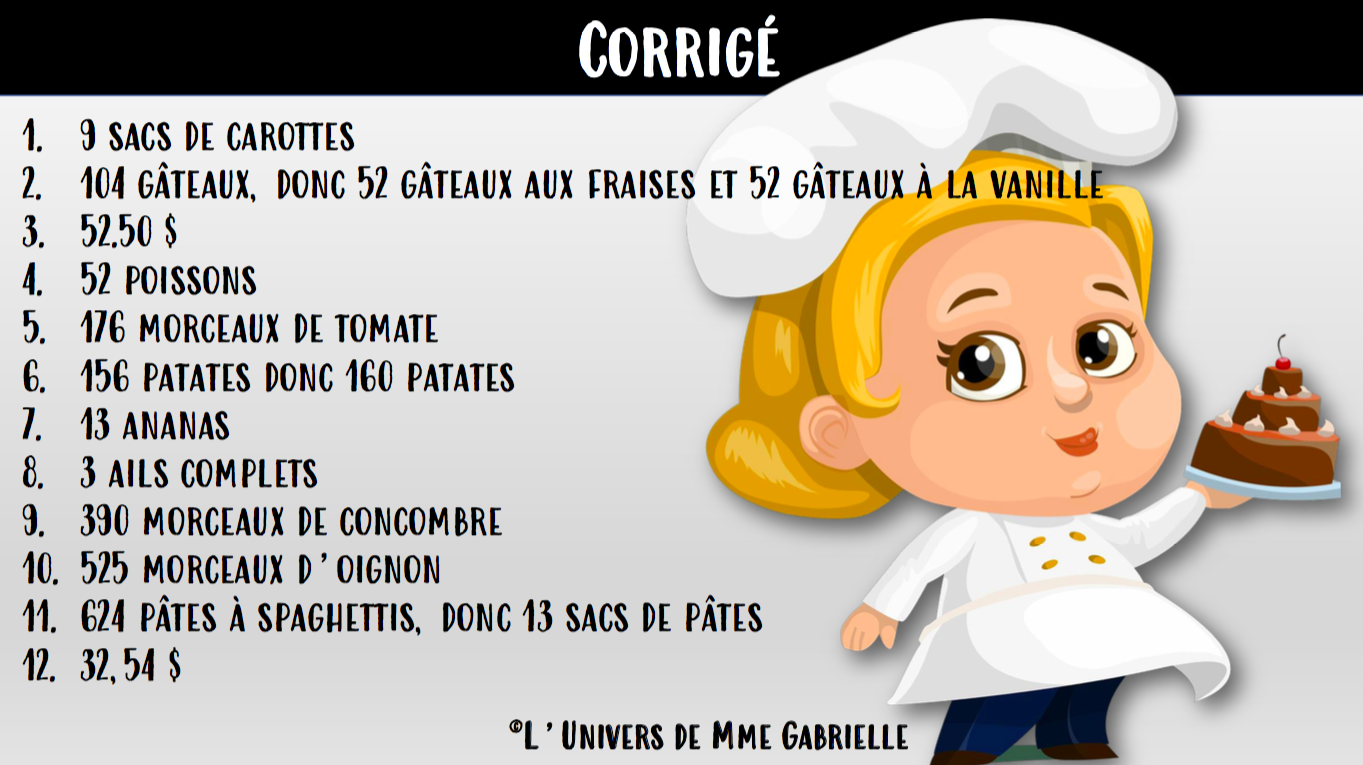 CORRIGÉ
1. 9 SACS DE CAROTTES
2. 104 GÂTEAUX, DONC 52 GÂTEAUX AUX FRAISES ET 52 GÂTEAUX À LA VANILLE
3. 52.50 $
4. 52 POISSONS
5. 176 MORCEAUX DE TOMATE
6. 156 PATATES DONC 160 PATATES
7. 13 ANANAS
8. 3 AILS COMPLETS
9. 390 MORCEAUX DE CONCOMBRE
10. 525 MORCEAUX D'OIGNON
11. 624 PÂTES À SPAGHETTIS, DONC 13 SACS DE PÂTES
12. 32,54 $
©L'UNIVERS DE MME GABRIELLE